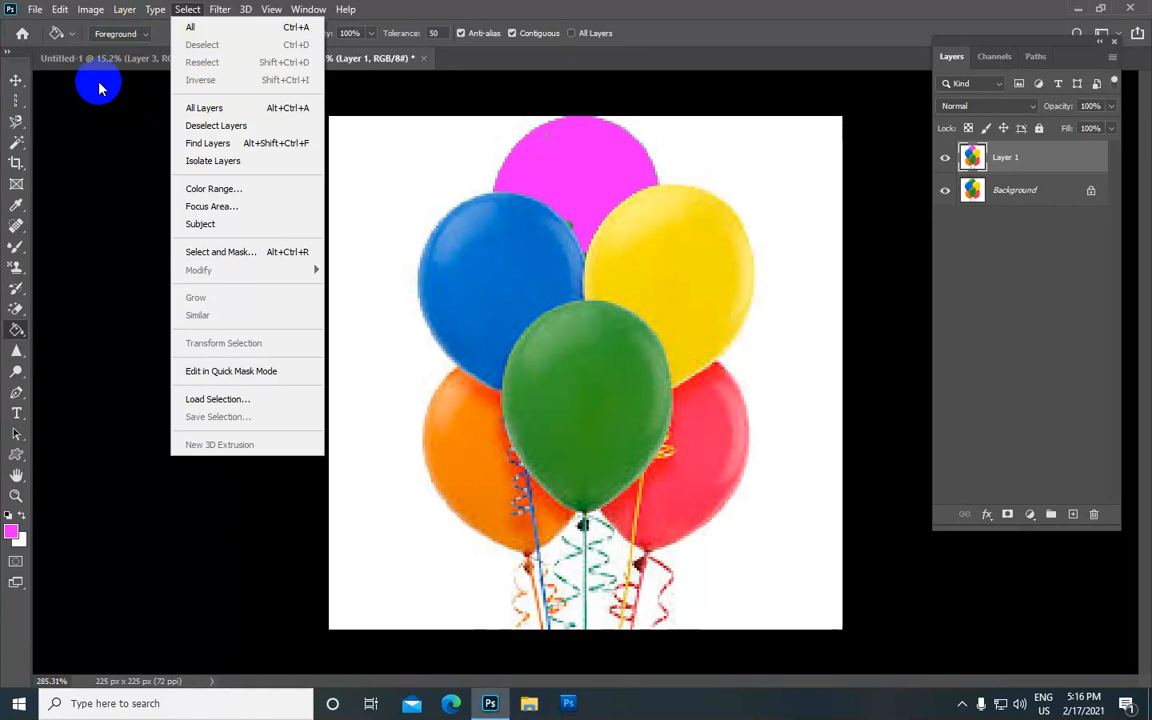 Ps File Edit Image Layer Type Select Filter 3D View Window Help
Foreground 100% Tolerance: 50 Anti-alias Contiguous All Layers
Untitled-1 @ 15.2% (Layer 3, RG % (Layer 1, RGB/8#) * ×
All Ctrl+A
Deselect Ctrl+D
Reselect Shift+Ctrl+D
Inverse Shift+Ctrl+I
All Layers Alt+Ctrl+A
Deselect Layers
Find Layers Alt+Shift+Ctrl+F
Isolate Layers
Color Range...
Focus Area...
Subject
Select and Mask... Alt+Ctrl+R
Modify
Grow
Similar
Transform Selection
Edit in Quick Mask Mode
Load Selection...
Save Selection...
New 3D Extrusion
Layers Channels Paths
Kind
Normal Opacity: 100%
Lock: Fill: 100%
Layer 1
Background
fx
285.31% 225 px x 225 px (72 ppi)
Type here to search
Ps Ps
ENG
US
5:16 PM
2/17/2021
1